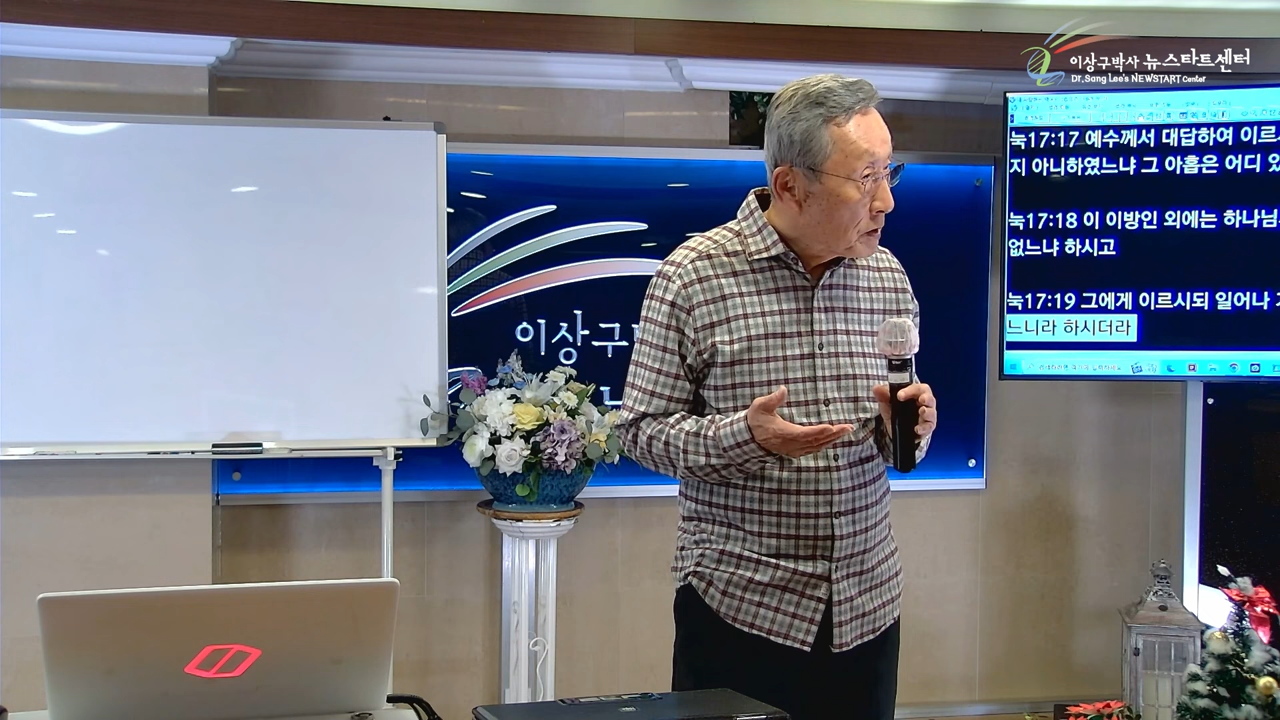 이상구박사 뉴스타트센터
Dr. Sang Lee's NEWSTART Center
눅17:17 예수께서 대답하여 이르
지 아니하였느냐 그 아홉은 어디 있
눅17:18 이 이방인 외에는 하나님
없느냐 하시고
눅17:19 그에게 이르시되 일어나
느니라 하시더라
이상구